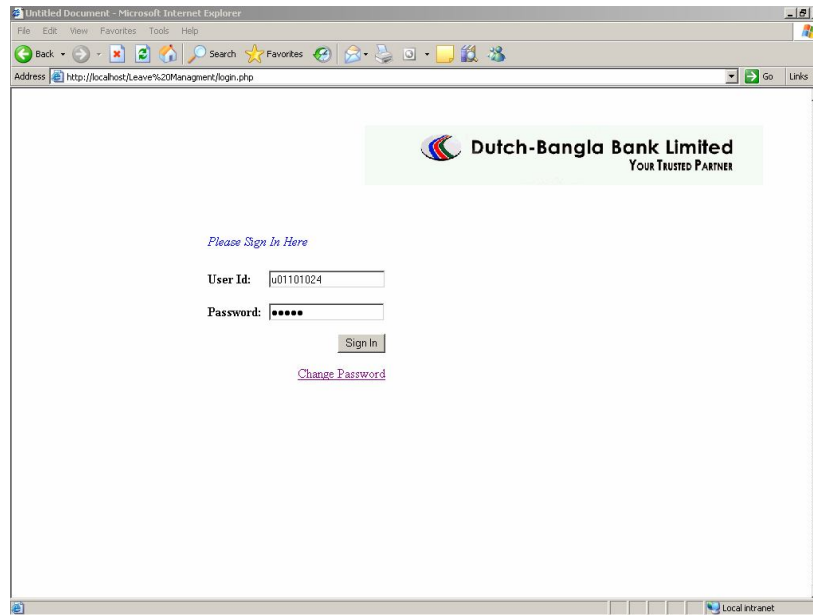 Untitled Document - Microsoft Internet Explorer
File Edit View Favorites Tools Help
Back Search Favorites
Address http://localhost/Leave%20Managment/login.php Go Links
Dutch-Bangla Bank Limited
YOUR TRUSTED PARTNER
Please Sign In Here
User Id: u01101024
Password: •••••
Sign In
Change Password
Local intranet